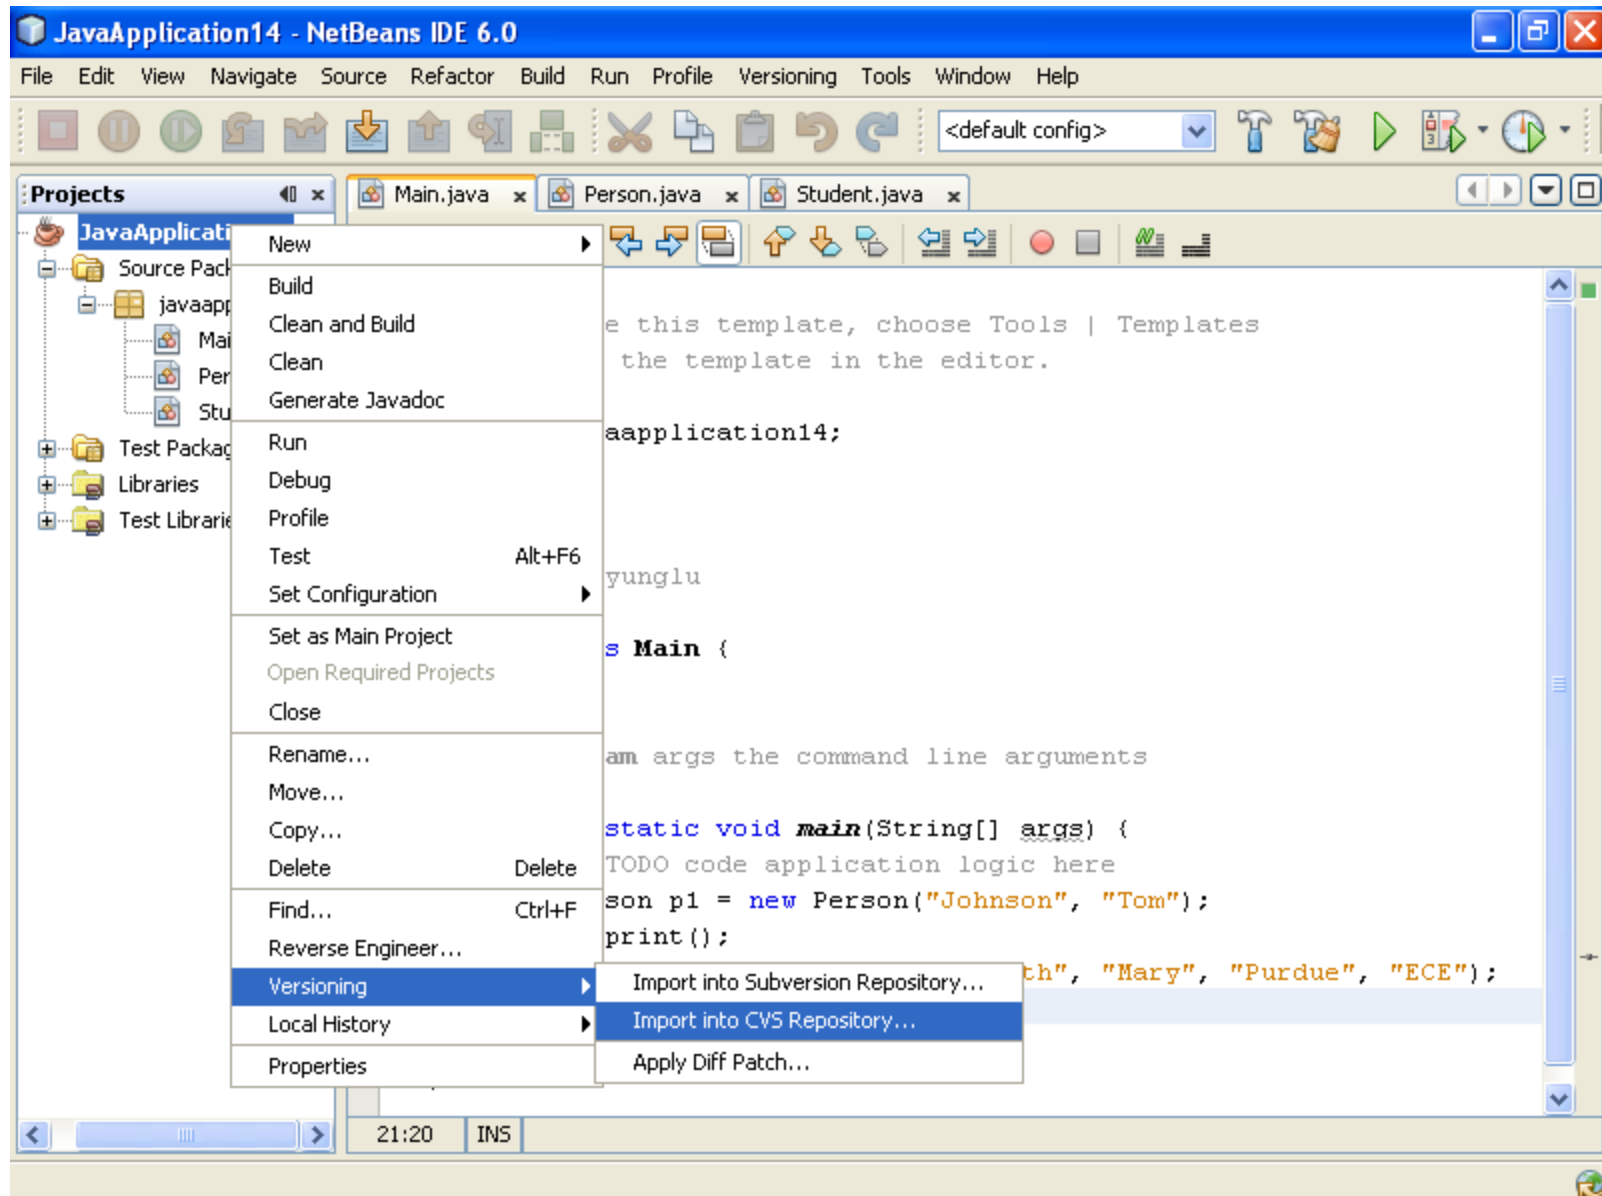 JavaApplication14 - NetBeans IDE 6.0
File Edit View Navigate Source Refactor Build Run Profile Versioning Tools Window Help
<default config>
Projects
Main.java
Person.java
Student.java
JavaApplicati
Source Pack
javaapp
Mai
Per
Stu
Test Packag
Libraries
Test Librarie
New
Build
Clean and Build
Clean
Generate Javadoc
Run
Debug
Profile
Test Alt+F6
Set Configuration
Set as Main Project
Open Required Projects
Close
Rename...
Move...
Copy...
Delete Delete
Find... Ctrl+F
Reverse Engineer...
Versioning
Local History
Properties
Import into Subversion Repository...
Import into CVS Repository...
Apply Diff Patch...
e this template, choose Tools | Templates
the template in the editor.
aapplication14;
yunglu
s Main {
am args the command line arguments
static void main(String[] args) {
TODO code application logic here
son p1 = new Person("Johnson", "Tom");
print();
th", "Mary", "Purdue", "ECE");
21:20 INS